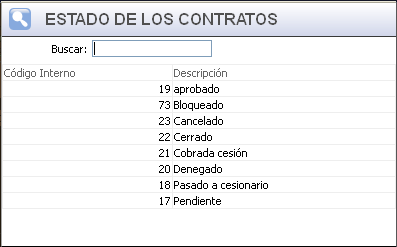 ESTADO DE LOS CONTRATOS
Buscar:
Código Interno Descripción
19 aprobado
73 Bloqueado
23 Cancelado
22 Cerrado
21 Cobrada cesión
20 Denegado
18 Pasado a cesionario
17 Pendiente